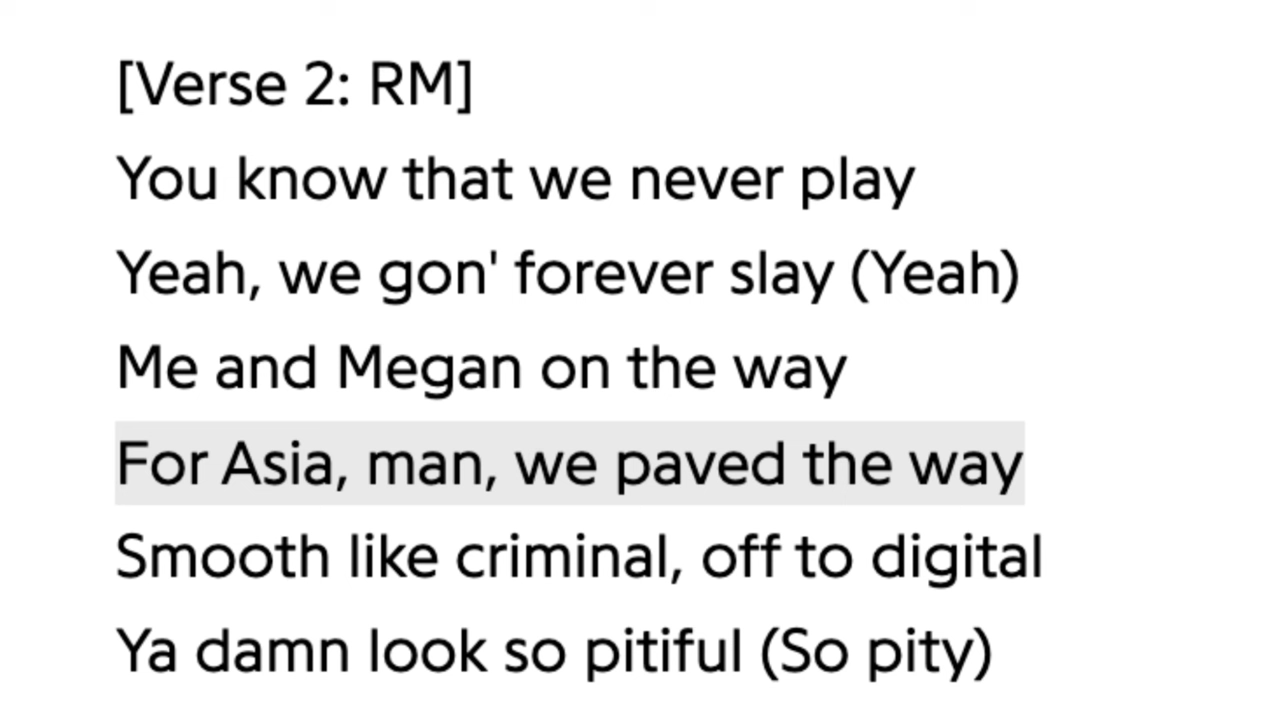 [Verse 2: RM]
You know that we never play
Yeah, we gon' forever slay (Yeah)
Me and Megan on the way
For Asia, man, we paved the way
Smooth like criminal, off to digital
Ya damn look so pitiful (So pity)